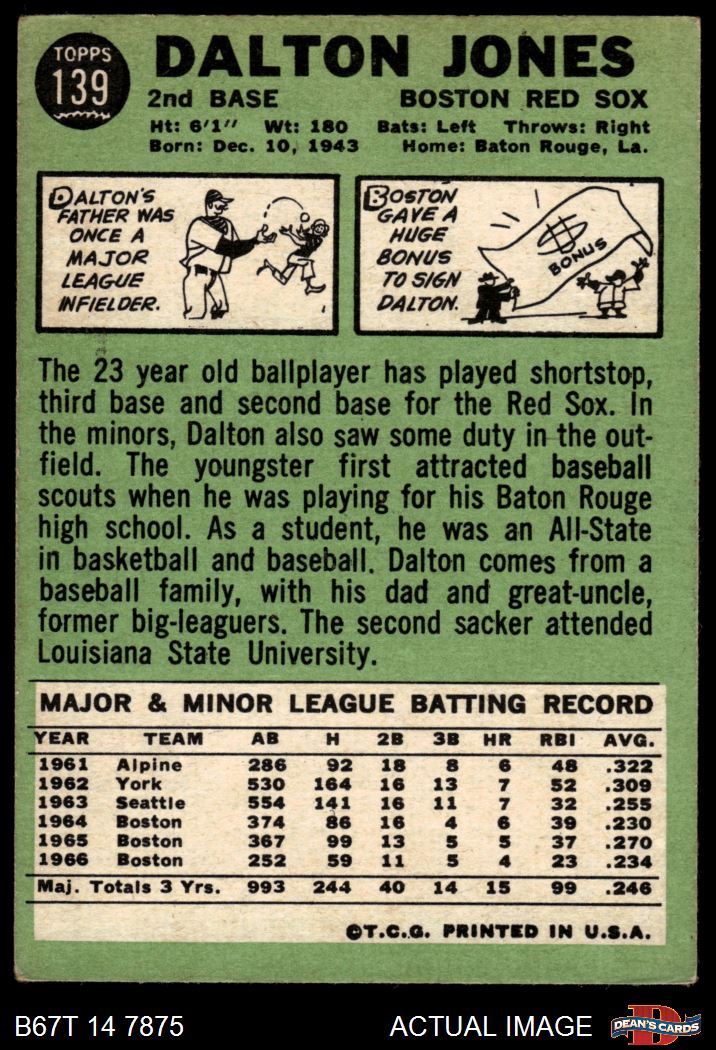 TOPPS
139
DALTON JONES
2nd BASE BOSTON RED SOX
Ht: 6'1" Wt: 180 Bats: Left Throws: Right
Born: Dec. 10, 1943 Home: Baton Rouge, La.
DALTON'S
FATHER WAS
ONCE A
MAJOR
LEAGUE
INFIELDER.
BOSTON
GAVE A
HUGE
BONUS
TO SIGN
DALTON.
BONUS
The 23 year old ballplayer has played shortstop,
third base and second base for the Red Sox. In
the minors, Dalton also saw some duty in the out-
field. The youngster first attracted baseball
scouts when he was playing for his Baton Rouge
high school. As a student, he was an All-State
in basketball and baseball. Dalton comes from a
baseball family, with his dad and great-uncle,
former big-leaguers. The second sacker attended
Louisiana State University.
MAJOR & MINOR LEAGUE BATTING RECORD
YEAR TEAM AB H 2B 3B HR RBI AVG.
1961 Alpine 286 92 18 8 6 48 .322
1962 York 530 164 16 13 7 52 .309
1963 Seattle 554 141 16 11 7 32 .255
1964 Boston 374 86 16 4 6 39 .230
1965 Boston 367 99 13 5 5 37 .270
1966 Boston 252 59 11 5 4 23 .234
Maj. Totals 3 Yrs. 993 244 40 14 15 99 .246
©T.C.G. PRINTED IN U.S.A.
B67T 14 7875 ACTUAL IMAGE
DEAN'S CARDS